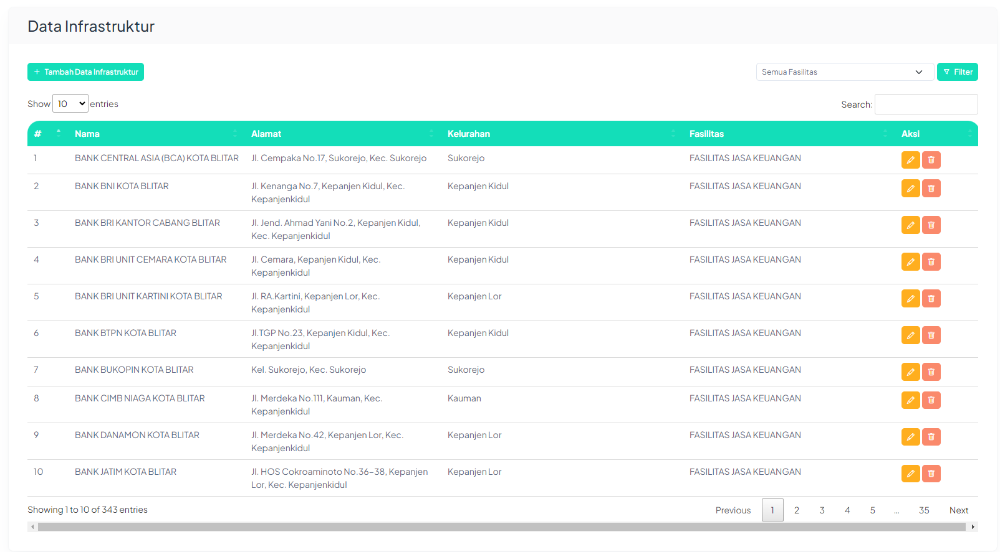 Data Infrastruktur
+ Tambah Data Infrastruktur
Semua Fasilitas
Filter
Show 10 entries
Search:
# Nama Alamat Kelurahan Fasilitas Aksi
1 BANK CENTRAL ASIA (BCA) KOTA BLITAR Jl. Cempaka No.17, Sukorejo, Kec. Sukorejo Sukorejo FASILITAS JASA KEUANGAN
2 BANK BNI KOTA BLITAR Jl. Kenanga No.7, Kepanjen Kidul, Kec. Kepanjen Kidul FASILITAS JASA KEUANGAN
Kepanjenkidul
3 BANK BRI KANTOR CABANG BLITAR Jl. Jend. Ahmad Yani No.2, Kepanjen Kidul, Kepanjen Kidul FASILITAS JASA KEUANGAN
Kec. Kepanjenkidul
4 BANK BRI UNIT CEMARA KOTA BLITAR Jl. Cemara, Kepanjen Kidul, Kec. Kepanjen Kidul FASILITAS JASA KEUANGAN
Kepanjenkidul
5 BANK BRI UNIT KARTINI KOTA BLITAR Jl. RA.Kartini, Kepanjen Lor, Kec. Kepanjen Lor FASILITAS JASA KEUANGAN
Kepanjenkidul
6 BANK BTPN KOTA BLITAR Jl.TGP No.23, Kepanjen Kidul, Kec. Kepanjen Kidul FASILITAS JASA KEUANGAN
Kepanjenkidul
7 BANK BUKOPIN KOTA BLITAR Kel. Sukorejo, Kec. Sukorejo Sukorejo FASILITAS JASA KEUANGAN
8 BANK CIMB NIAGA KOTA BLITAR Jl. Merdeka No.111, Kauman, Kec. Kauman FASILITAS JASA KEUANGAN
Kepanjenkidul
9 BANK DANAMON KOTA BLITAR Jl. Merdeka No.42, Kepanjen Lor, Kec. Kepanjen Lor FASILITAS JASA KEUANGAN
Kepanjenkidul
10 BANK JATIM KOTA BLITAR Jl. HOS Cokroaminoto No.36-38, Kepanjen Kepanjen Lor FASILITAS JASA KEUANGAN
Lor, Kec. Kepanjenkidul
Showing 1 to 10 of 343 entries
Previous 1 2 3 4 5 ... 35 Next